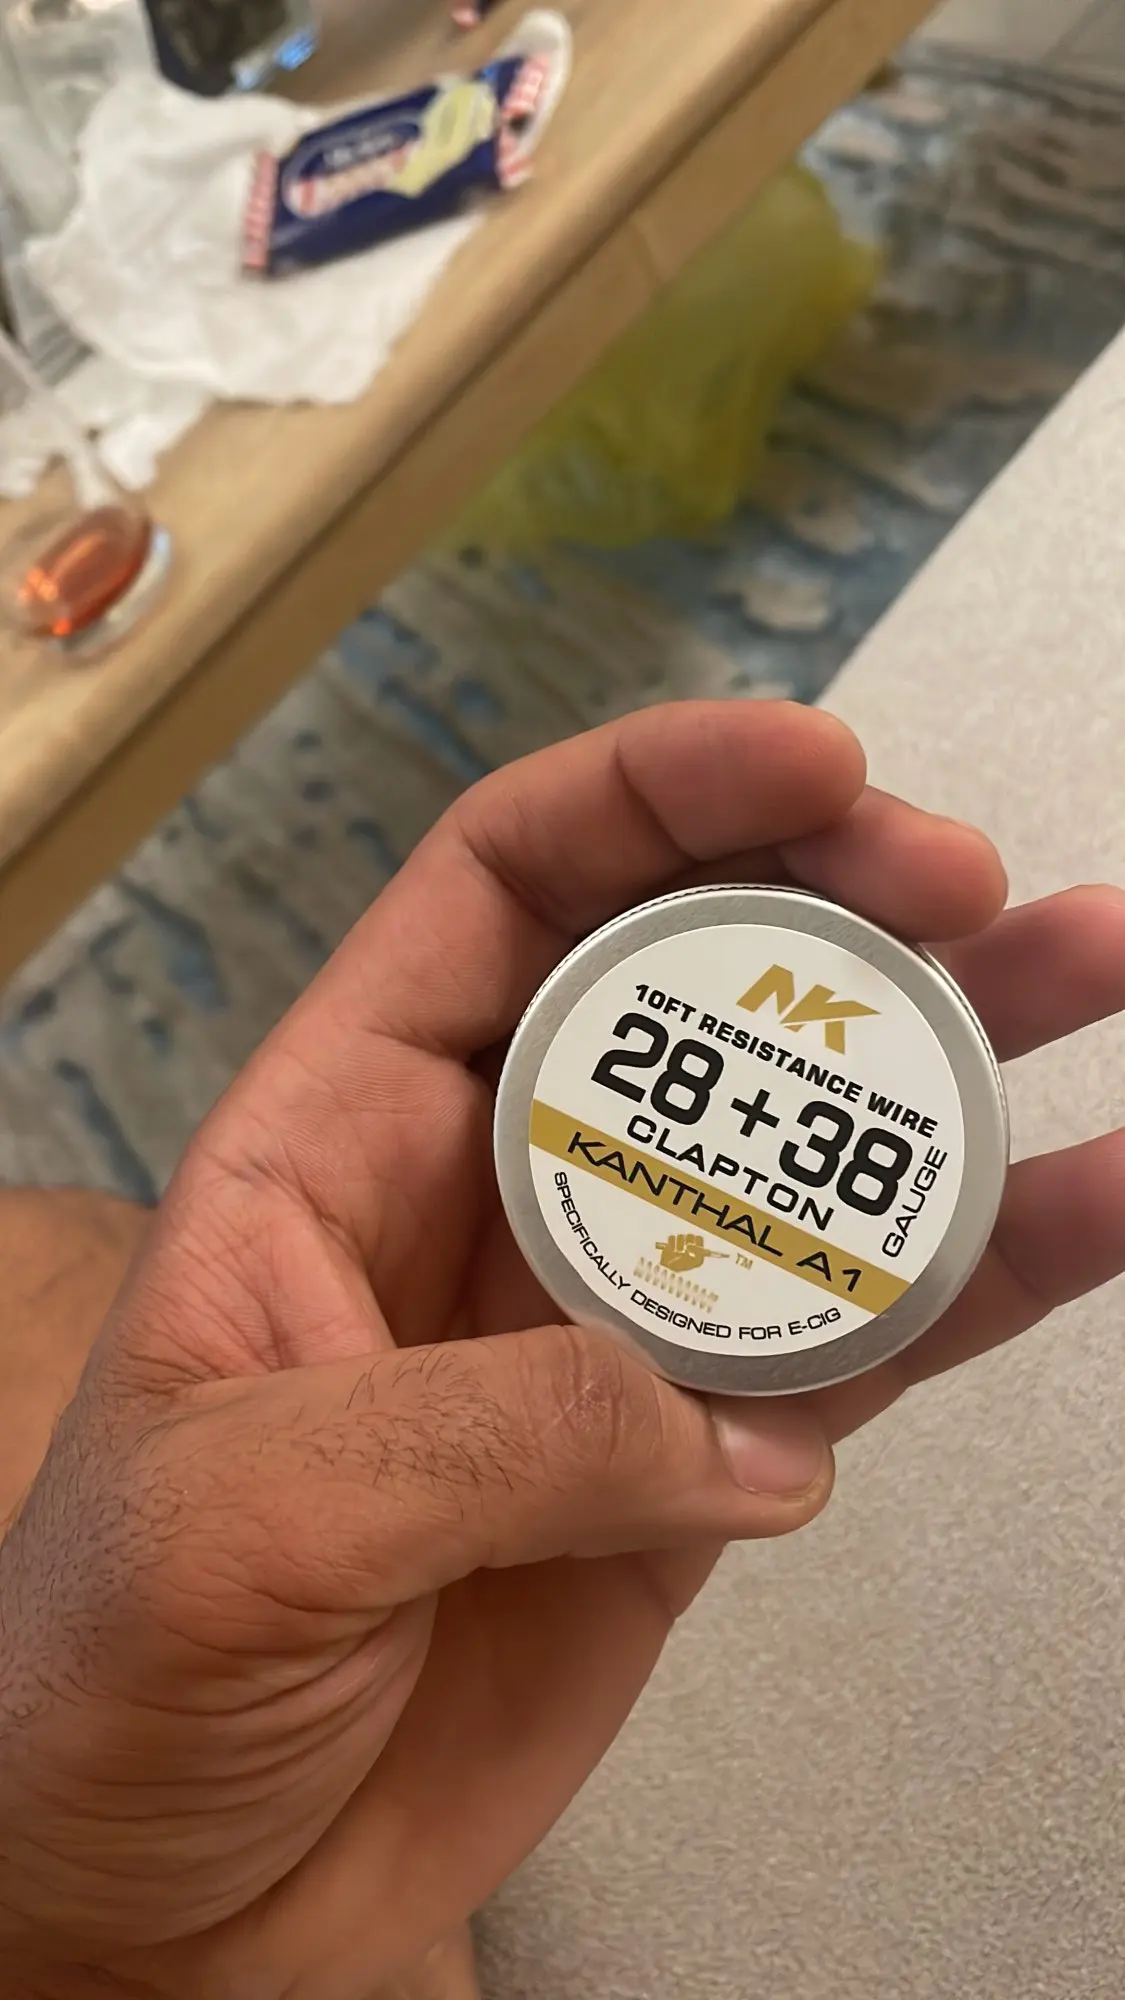 NK
10FT RESISTANCE WIRE
28+38
GAUGE
CLAPTON
KANTHAL A1
TM
SPECIFICALLY DESIGNED FOR E-CIG